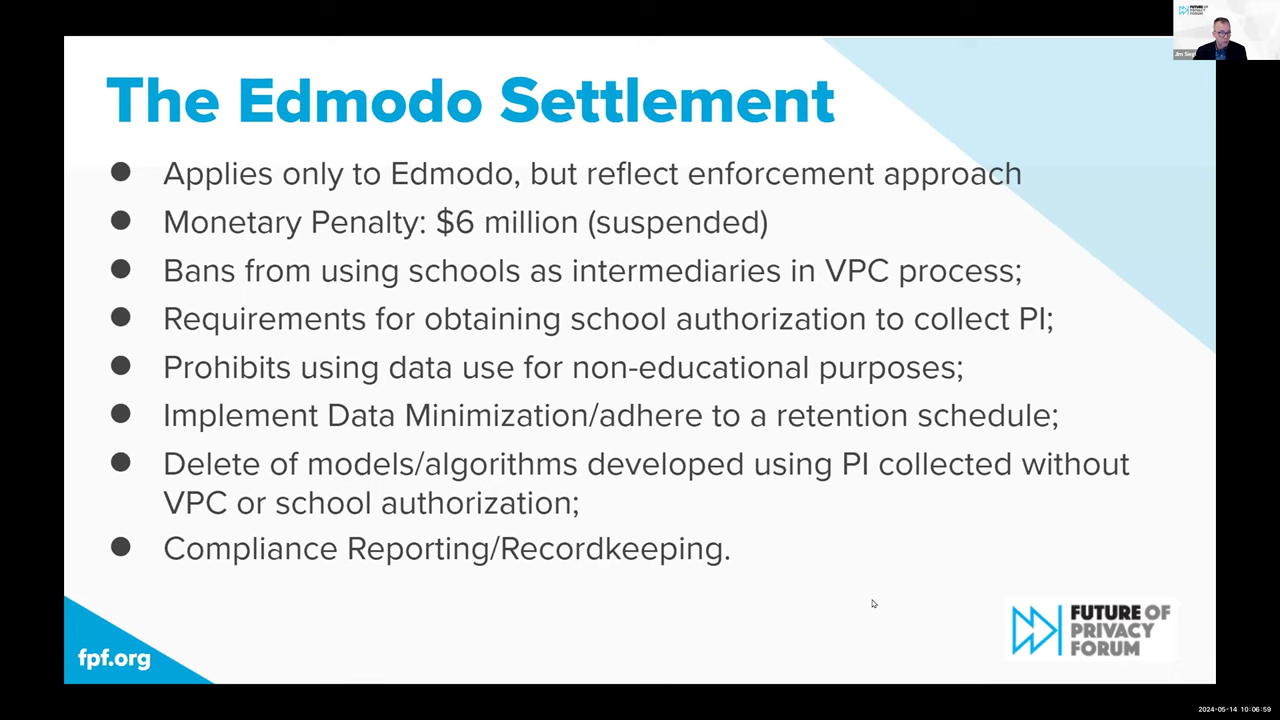 FUTURE OF
PRIVACY
FORUM
The Edmodo Settlement
● Applies only to Edmodo, but reflect enforcement approach
● Monetary Penalty: $6 million (suspended)
● Bans from using schools as intermediaries in VPC process;
● Requirements for obtaining school authorization to collect PI;
● Prohibits using data use for non-educational purposes;
● Implement Data Minimization/adhere to a retention schedule;
● Delete of models/algorithms developed using PI collected without
VPC or school authorization;
● Compliance Reporting/Recordkeeping.
fpf.org
FUTURE OF
PRIVACY
FORUM
2024-05-14 10:06:59